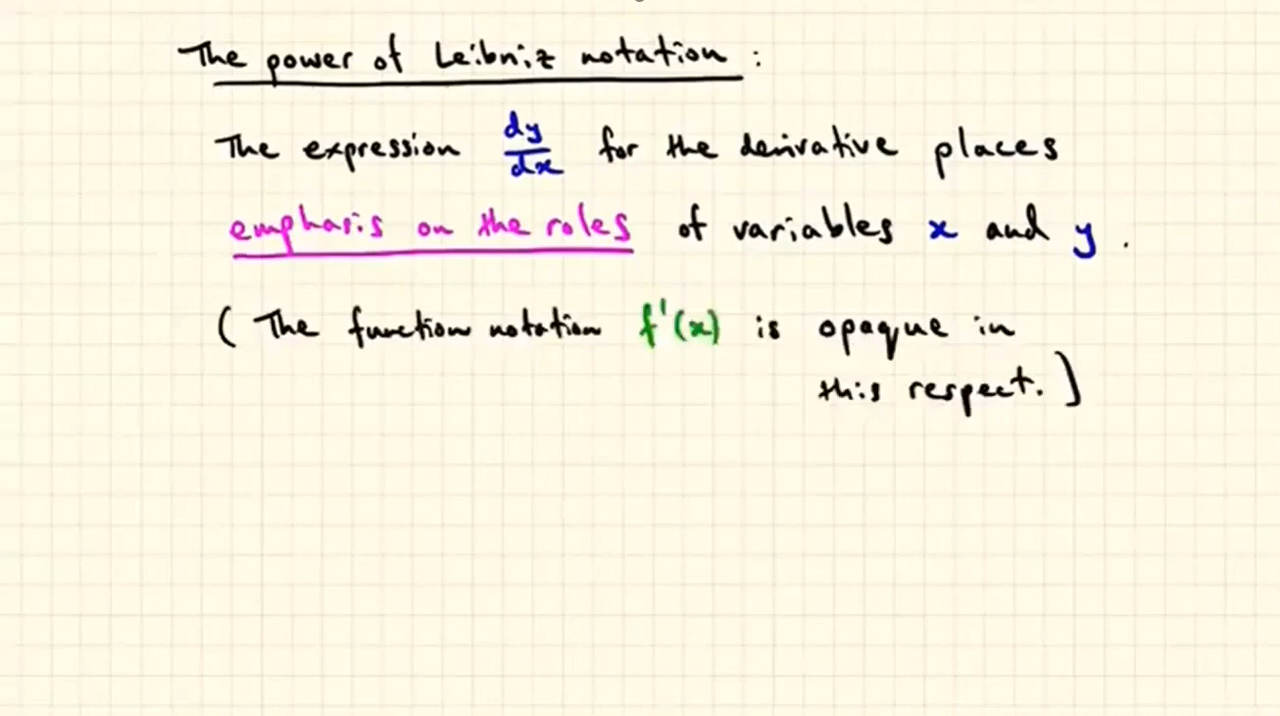 The power of Leibniz notation :
The expression dy/dx for the derivative places
emphasis on the roles of variables x and y .
( The function notation f'(x) is opaque in
this respect. )